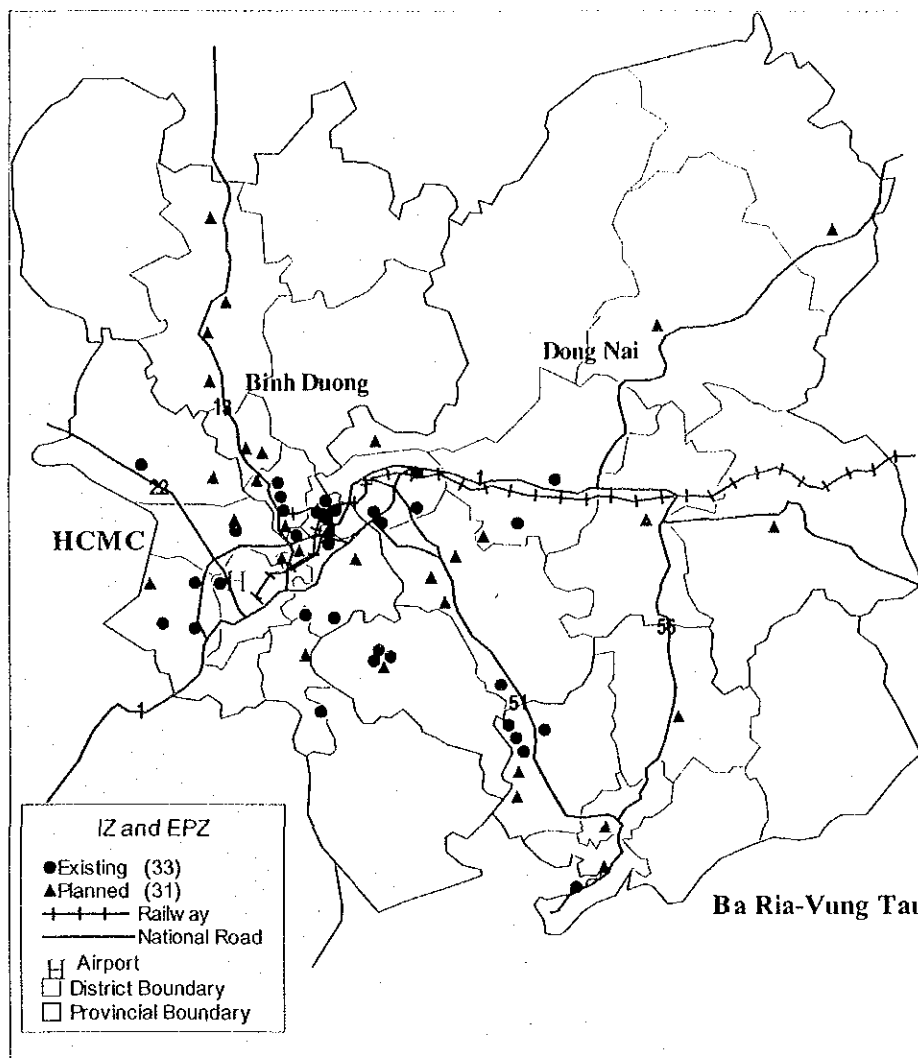 Dong Nai
Binh Duong
13
1
22
HCMC
H
56
51
1
IZ and EPZ
Existing (33)
Planned (31)
Railway
National Road
H Airport
District Boundary
Provincial Boundary
Ba Ria-Vung Tau